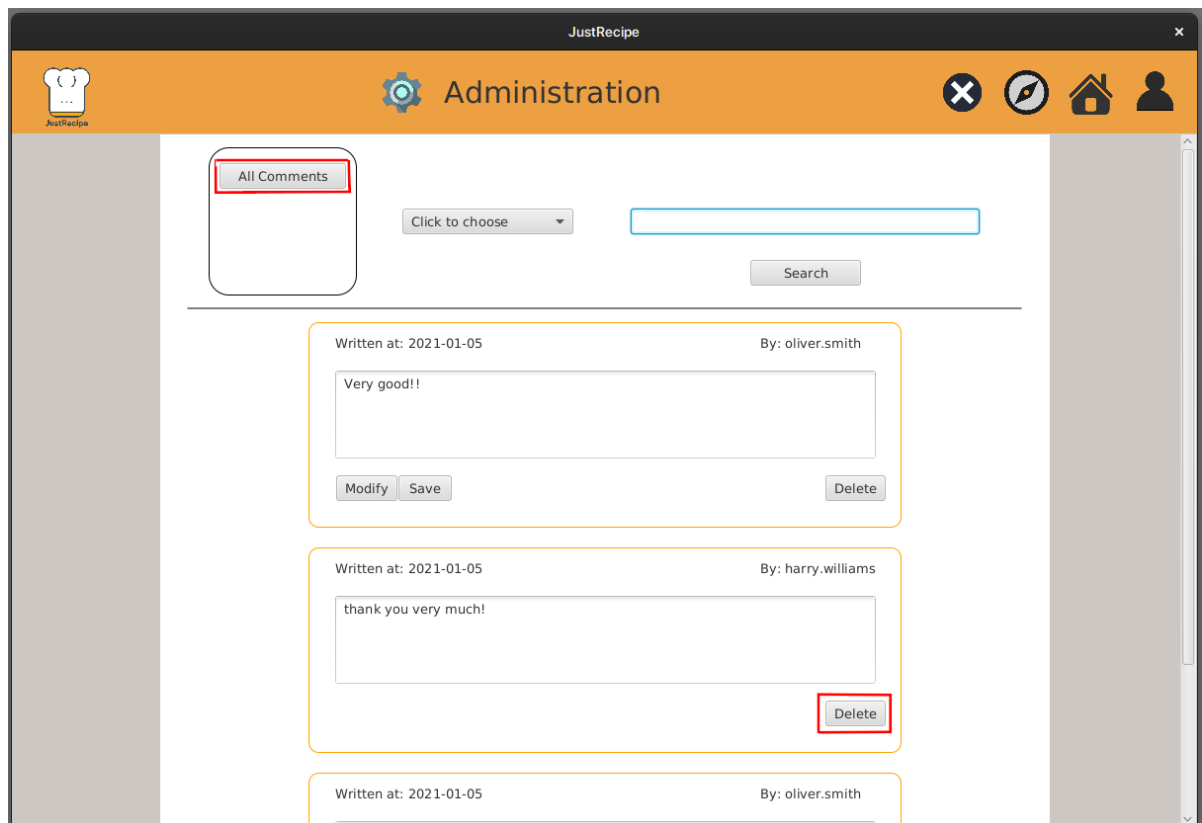 JustRecipe
{ }
...
JustRecipe
Administration
All Comments
Click to choose
Search
Written at: 2021-01-05 By: oliver.smith
Very good!!
Modify Save Delete
Written at: 2021-01-05 By: harry.williams
thank you very much!
Delete
Written at: 2021-01-05 By: oliver.smith